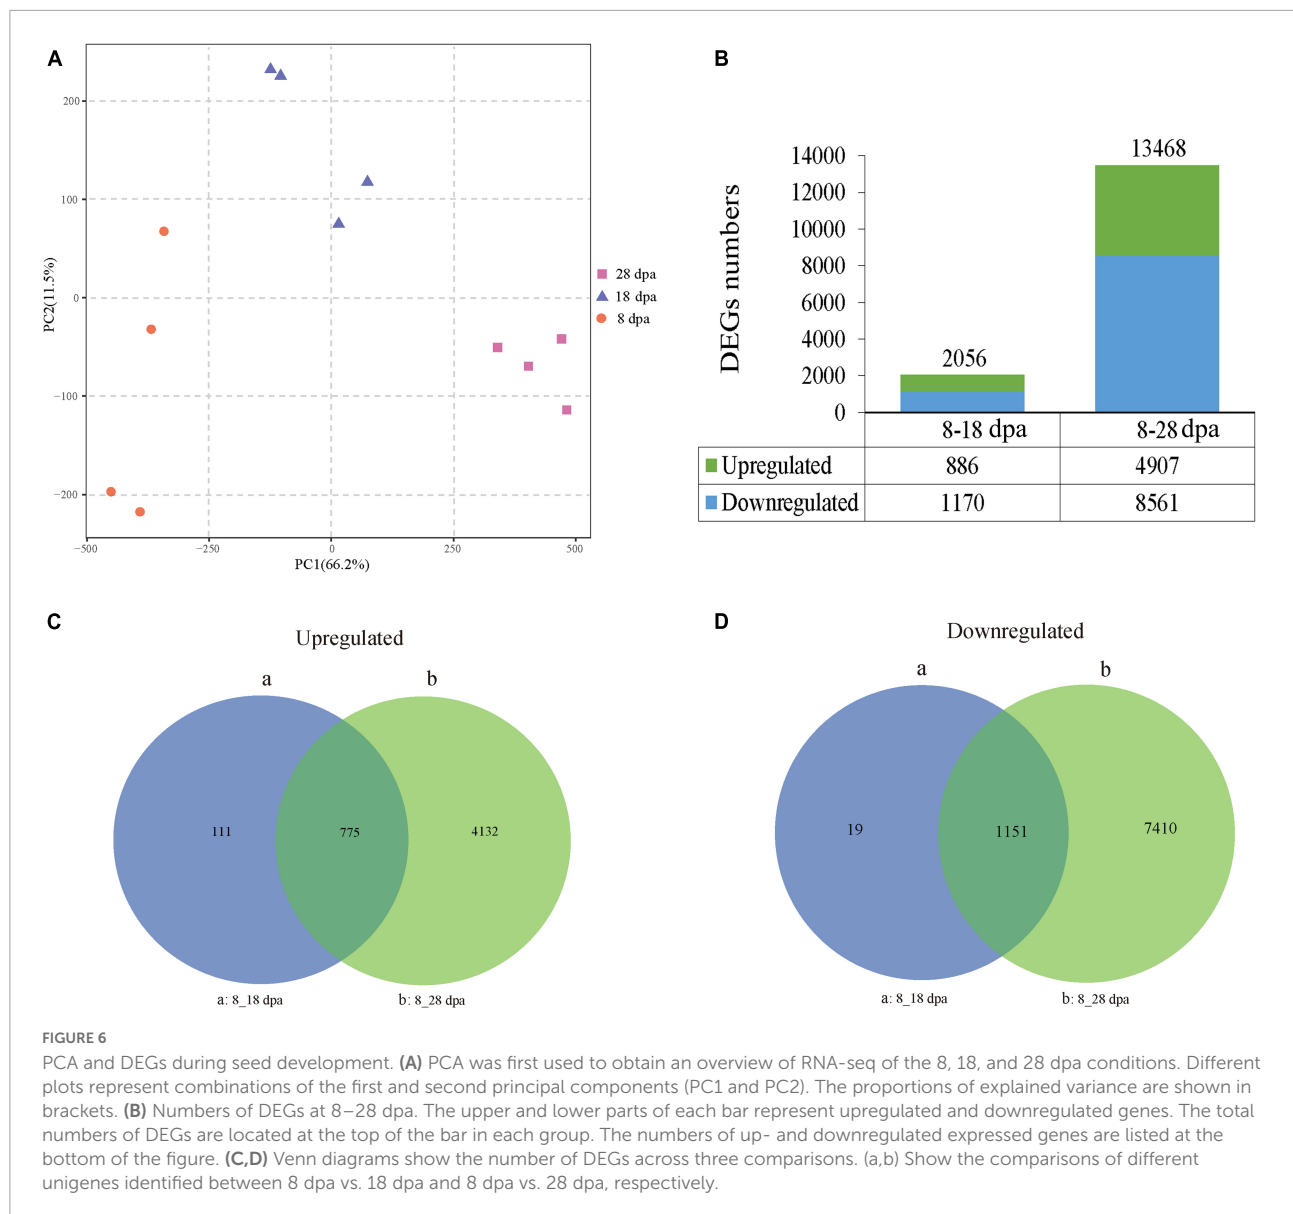 A
200
100
0
−100
−200
−500
−250
0
250
500
PC2(11.5%)
PC1(66.2%)
28 dpa
18 dpa
8 dpa
B
DEGs numbers
14000
12000
10000
8000
6000
4000
2000
0
2056
13468
8-18 dpa 8-28 dpa
Upregulated 886 4907
Downregulated 1170 8561
C
Upregulated
a b
111 775 4132
a: 8_18 dpa b: 8_28 dpa
D
Downregulated
a b
19 1151 7410
a: 8_18 dpa b: 8_28 dpa
FIGURE 6
PCA and DEGs during seed development. (A) PCA was first used to obtain an overview of RNA-seq of the 8, 18, and 28 dpa conditions. Different
plots represent combinations of the first and second principal components (PC1 and PC2). The proportions of explained variance are shown in
brackets. (B) Numbers of DEGs at 8–28 dpa. The upper and lower parts of each bar represent upregulated and downregulated genes. The total
numbers of DEGs are located at the top of the bar in each group. The numbers of up- and downregulated expressed genes are listed at the
bottom of the figure. (C,D) Venn diagrams show the number of DEGs across three comparisons. (a,b) Show the comparisons of different
unigenes identified between 8 dpa vs. 18 dpa and 8 dpa vs. 28 dpa, respectively.